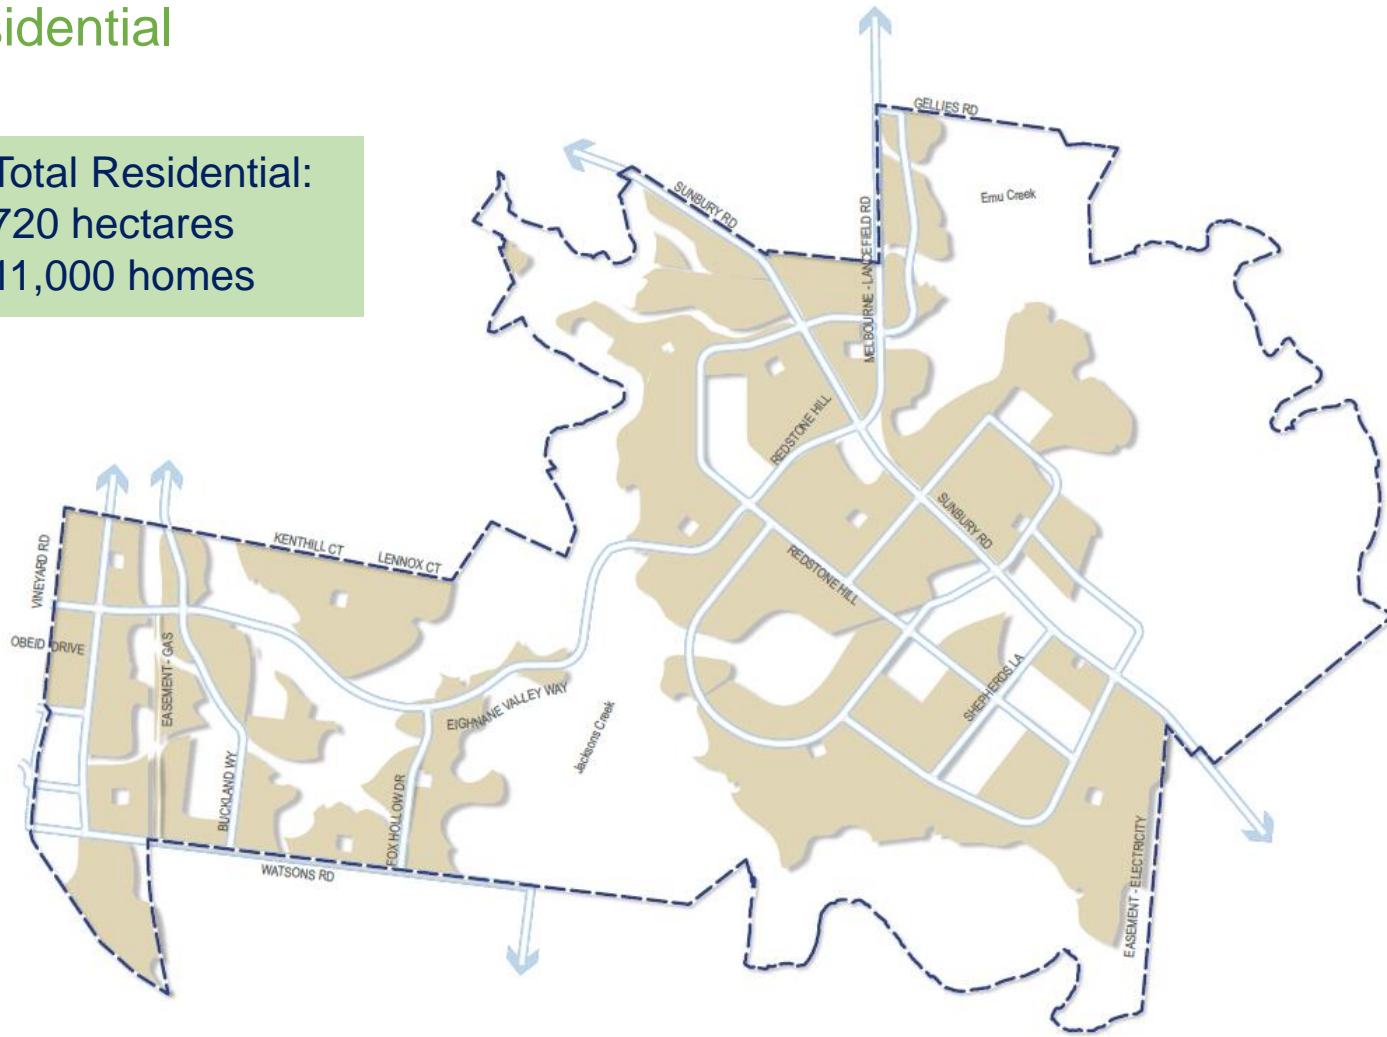 sidential
Total Residential:
720 hectares
11,000 homes
GELLIES RD
Emu Creek
SUNBURY RD
MELBOURNE - LANCEFIELD RD
REDSTONE HILL
SUNBURY RD
REDSTONE HILL
KENTHILL CT
LENNOX CT
VINEYARD RD
OBEID DRIVE
EASEMENT - GAS
EIGHNANE VALLEY WAY
SHEPHERDS LA
Jacksons Creek
BUCKLAND WY
FOX HOLLOW DR
WATSONS RD
EASEMENT - ELECTRICITY